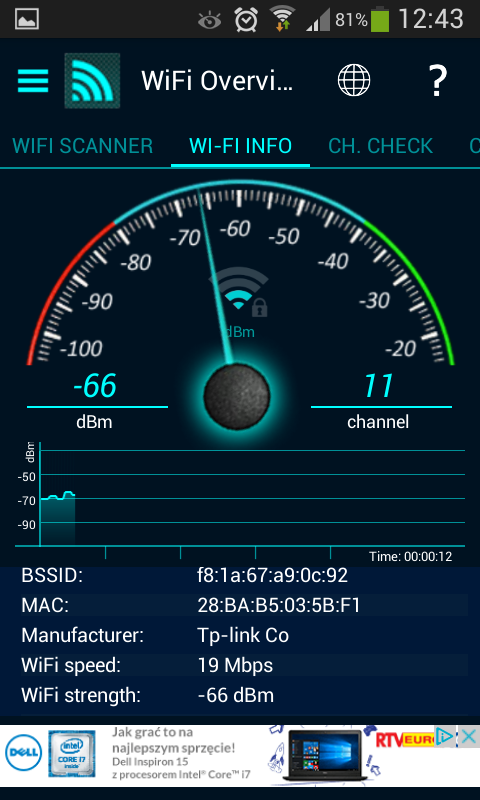 81% 12:43
WiFi Overvi... ?
WIFI SCANNER WI-FI INFO CH. CHECK C
-100 -90 -80 -70 -60 -50 -40 -30 -20
dBm
-66 11
dBm channel
dBm
-50
-70
-90
Time: 00:00:12
BSSID: f8:1a:67:a9:0c:92
MAC: 28:BA:B5:03:5B:F1
Manufacturer: Tp-link Co
WiFi speed: 19 Mbps
WiFi strength: -66 dBm
DELL
intel
CORE i7
inside
Jak grać to na
najlepszym sprzęcie!
Dell Inspiron 15
z procesorem Intel® Core™ i7
RTV EURO